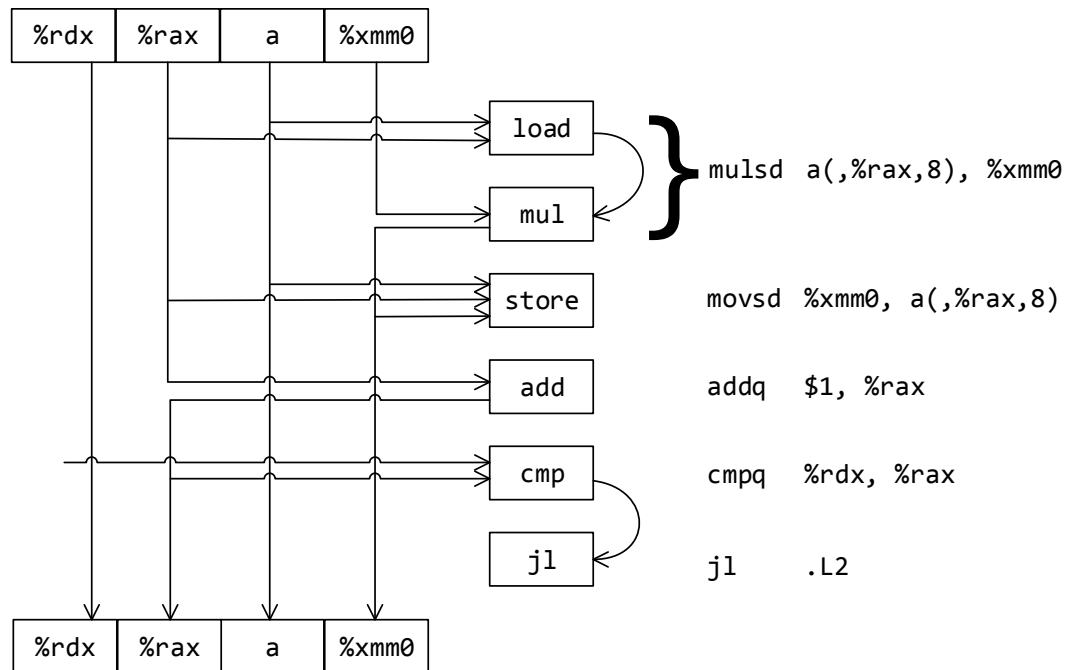 %rdx %rax a %xmm0
load
mulsd a(,%rax,8), %xmm0
mul
store movsd %xmm0, a(,%rax,8)
add addq $1, %rax
cmp cmpq %rdx, %rax
jl jl .L2
%rdx %rax a %xmm0